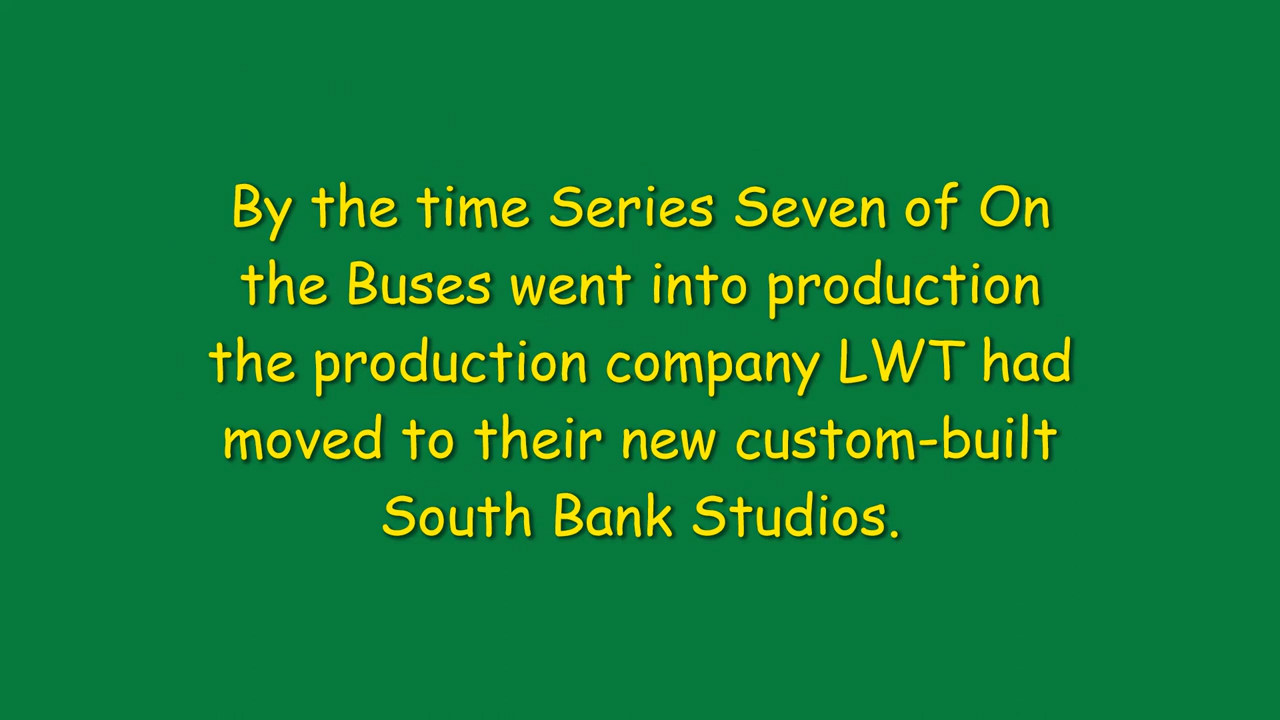 By the time Series Seven of On
the Buses went into production
the production company LWT had
moved to their new custom-built
South Bank Studios.